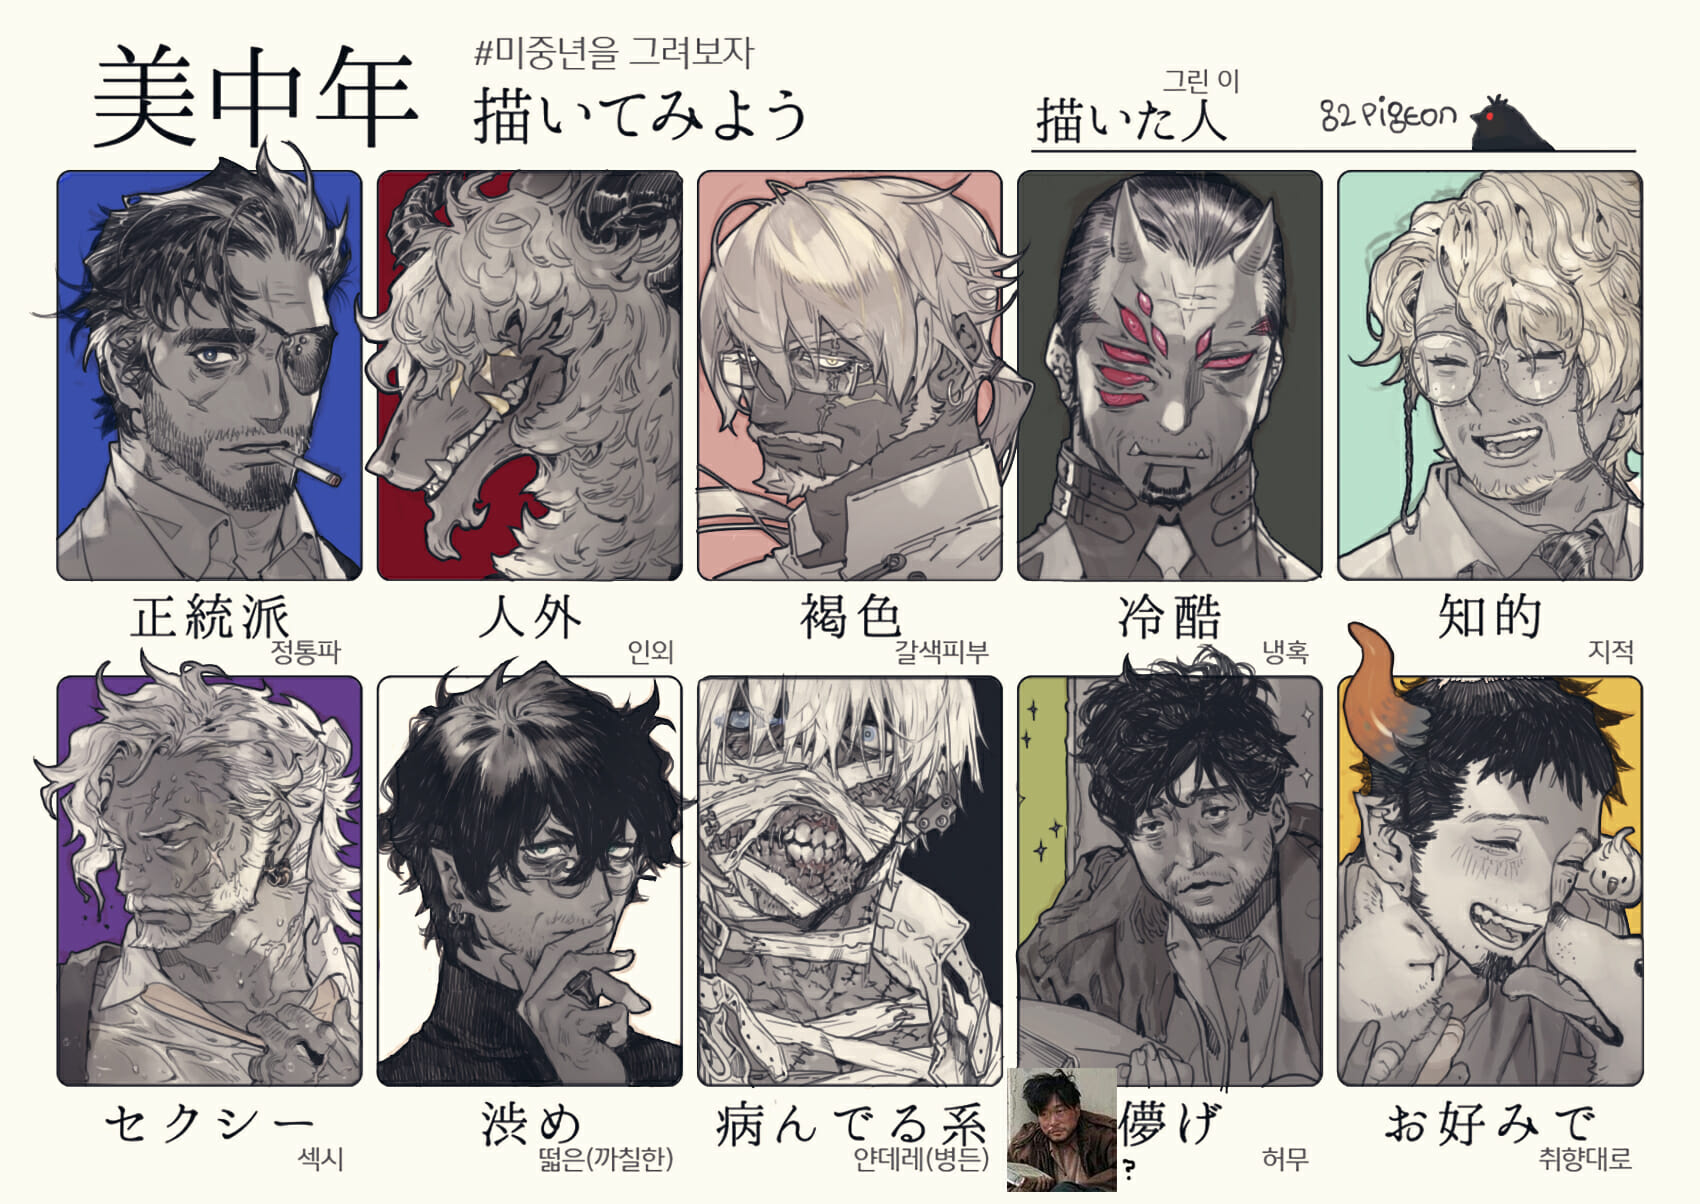 美中年
#미중년을 그려보자
描いてみよう
그린 이
描いた人
82pigeon
正統派
정통파
人外
인외
褐色
갈색피부
冷酷
냉혹
知的
지적
セクシー
섹시
渋め
떫은(까칠한)
病んでる系
얀데레(병든)
儚げ
?
허무
お好みで
취향대로